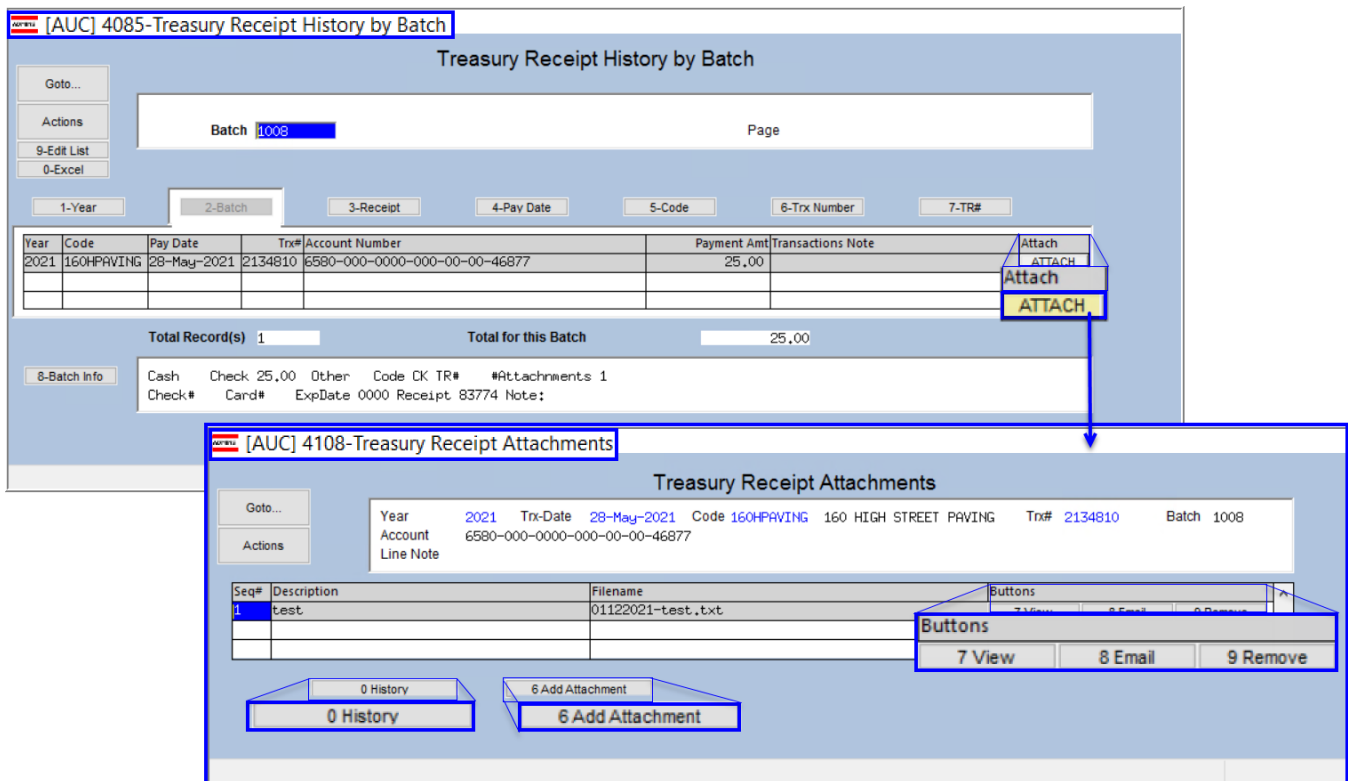 [AUC] 4085-Treasury Receipt History by Batch
Treasury Receipt History by Batch
Goto...
Actions
Batch 1008 Page
9-Edit List
0-Excel
1-Year 2-Batch 3-Receipt 4-Pay Date 5-Code 6-Trx Number 7-TR#
Year Code Pay Date Trx# Account Number Payment Amt Transactions Note Attach
2021 160HPAVING 28-May-2021 2134810 6580-000-0000-000-00-00-46877 25.00 ATTACH
Attach
ATTACH
Total Record(s) 1 Total for this Batch 25.00
8-Batch Info Cash Check 25.00 Other Code CK TR# #Attachments 1
Check# Card# ExpDate 0000 Receipt 83774 Note:
[AUC] 4108-Treasury Receipt Attachments
Treasury Receipt Attachments
Goto...
Actions
Year 2021 Trx-Date 28-May-2021 Code 160HPAVING 160 HIGH STREET PAVING Trx# 2134810 Batch 1008
Account 6580-000-0000-000-00-00-46877
Line Note
Seq# Description Filename Buttons
1 test 01122021-test.txt 7 View 8 Email 9 Remove
Buttons
7 View 8 Email 9 Remove
0 History 6 Add Attachment
0 History 6 Add Attachment